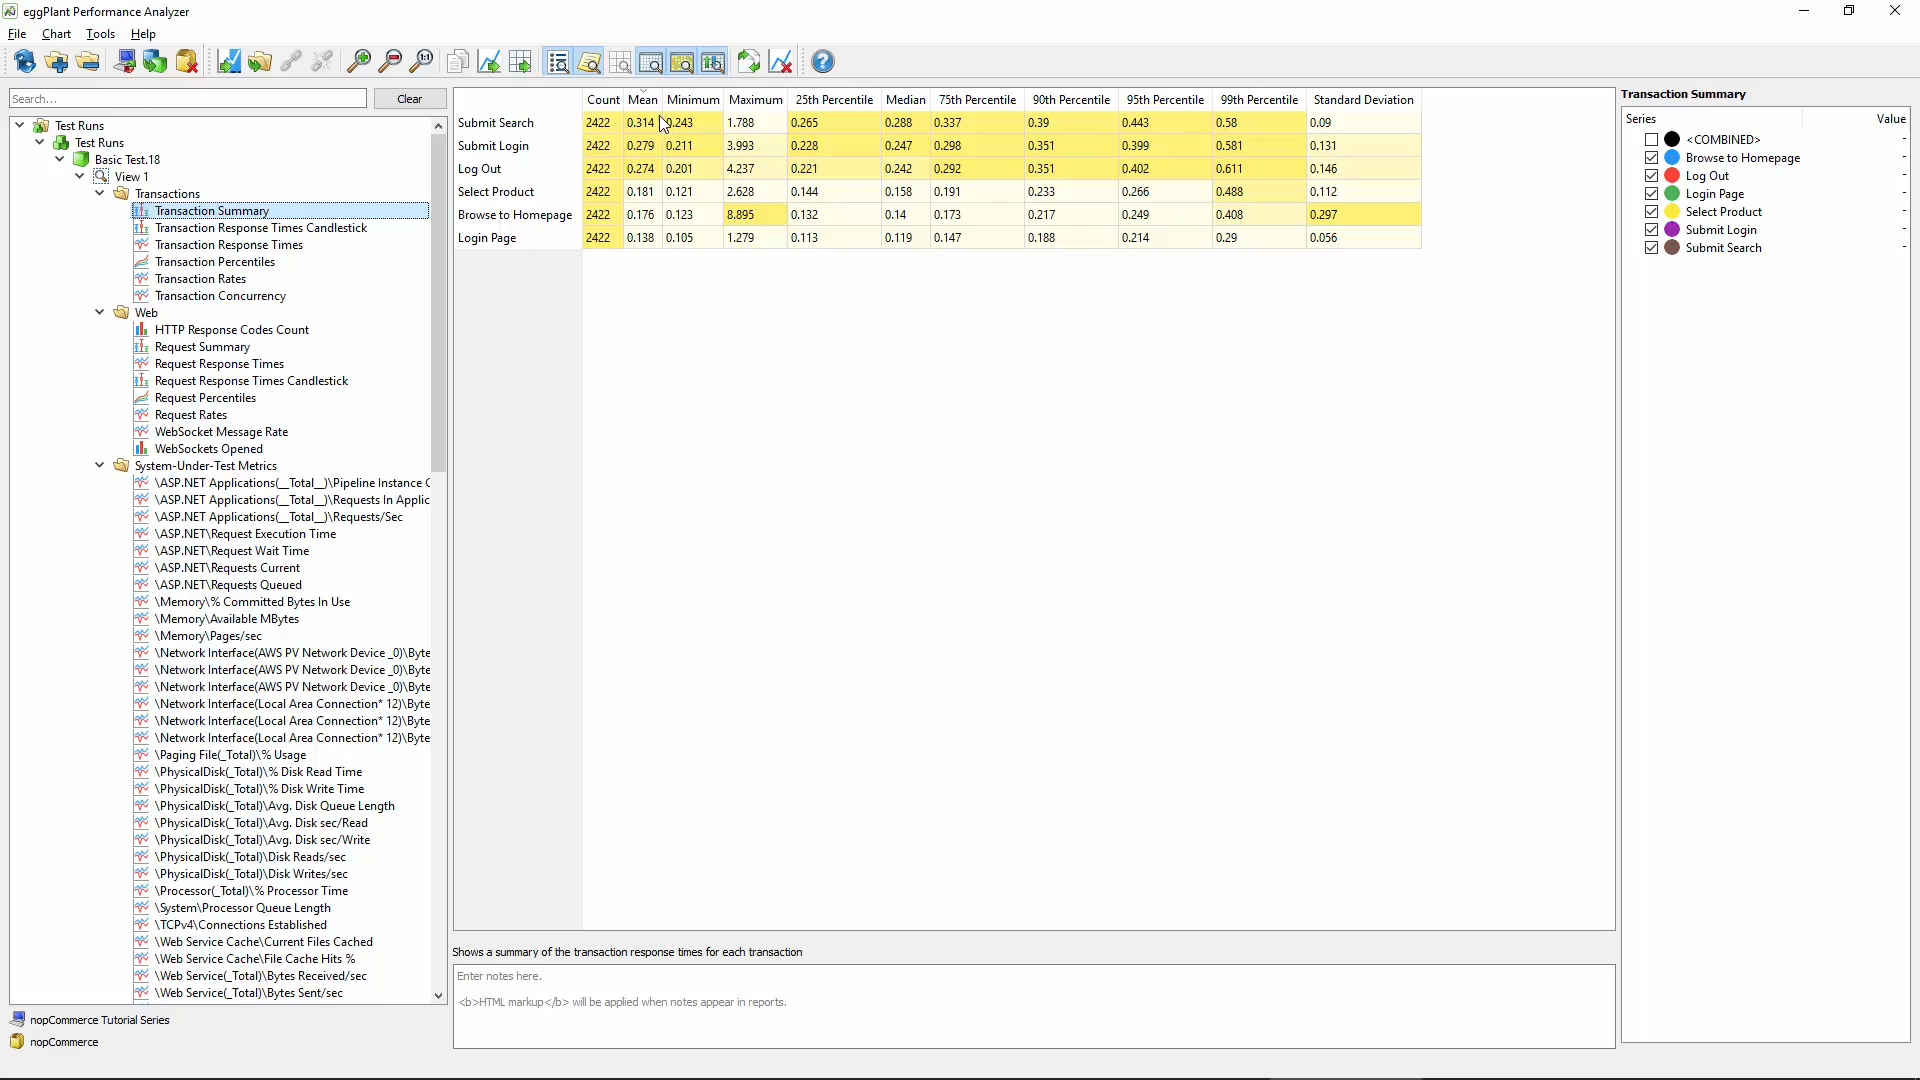 eggPlant Performance Analyzer
File Chart Tools Help
Search... Clear
Test Runs
Test Runs
Basic Test.18
View 1
Transactions
Transaction Summary
Transaction Response Times Candlestick
Transaction Response Times
Transaction Percentiles
Transaction Rates
Transaction Concurrency
Web
HTTP Response Codes Count
Request Summary
Request Response Times
Request Response Times Candlestick
Request Percentiles
Request Rates
WebSocket Message Rate
WebSockets Opened
System-Under-Test Metrics
\ASP.NET Applications(__Total__)\Pipeline Instance C
\ASP.NET Applications(__Total__)\Requests In Applic
\ASP.NET Applications(__Total__)\Requests/Sec
\ASP.NET\Request Execution Time
\ASP.NET\Request Wait Time
\ASP.NET\Requests Current
\ASP.NET\Requests Queued
\Memory\% Committed Bytes In Use
\Memory\Available MBytes
\Memory\Pages/sec
\Network Interface(AWS PV Network Device _0)\Byte
\Network Interface(AWS PV Network Device _0)\Byte
\Network Interface(AWS PV Network Device _0)\Byte
\Network Interface(Local Area Connection* 12)\Byte
\Network Interface(Local Area Connection* 12)\Byte
\Network Interface(Local Area Connection* 12)\Byte
\Paging File(_Total)\% Usage
\PhysicalDisk(_Total)\% Disk Read Time
\PhysicalDisk(_Total)\% Disk Write Time
\PhysicalDisk(_Total)\Avg. Disk Queue Length
\PhysicalDisk(_Total)\Avg. Disk sec/Read
\PhysicalDisk(_Total)\Avg. Disk sec/Write
\PhysicalDisk(_Total)\Disk Reads/sec
\PhysicalDisk(_Total)\Disk Writes/sec
\Processor(_Total)\% Processor Time
\System\Processor Queue Length
\TCPv4\Connections Established
\Web Service Cache\Current Files Cached
\Web Service Cache\File Cache Hits %
\Web Service(_Total)\Bytes Received/sec
\Web Service(_Total)\Bytes Sent/sec
nopCommerce Tutorial Series
nopCommerce
Count Mean Minimum Maximum 25th Percentile Median 75th Percentile 90th Percentile 95th Percentile 99th Percentile Standard Deviation
Submit Search 2422 0.314 0.243 1.788 0.265 0.288 0.337 0.39 0.443 0.58 0.09
Submit Login 2422 0.279 0.211 3.993 0.228 0.247 0.298 0.351 0.399 0.581 0.131
Log Out 2422 0.274 0.201 4.237 0.221 0.242 0.292 0.351 0.402 0.611 0.146
Select Product 2422 0.181 0.121 2.628 0.144 0.158 0.191 0.233 0.266 0.488 0.112
Browse to Homepage 2422 0.176 0.123 8.895 0.132 0.14 0.173 0.217 0.249 0.408 0.297
Login Page 2422 0.138 0.105 1.279 0.113 0.119 0.147 0.188 0.214 0.29 0.056
Shows a summary of the transaction response times for each transaction
Enter notes here.
<b>HTML markup</b> will be applied when notes appear in reports.
Transaction Summary
Series Value
<COMBINED>
Browse to Homepage -
Log Out -
Login Page -
Select Product -
Submit Login -
Submit Search -